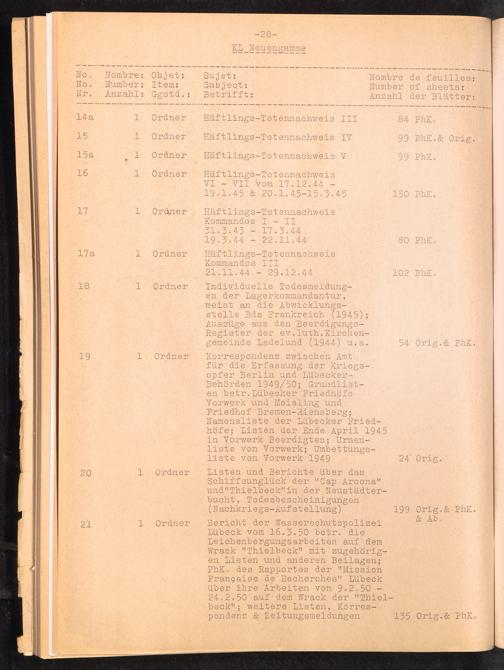 -28-
KL Neuengamme
No. Nombre: Objet: Sujet: Nombre de feuilles:
No. Number: Item: Subject: Number of sheets:
Nr. Anzahl: Ggstd.: Betrifft: Anzahl der Blätter:
14a 1 Ordner Häftlings-Totennachweis III 84 PhK.
15 1 Ordner Häftlings-Totennachweis IV 99 PhK.& Orig.
15a 1 Ordner Häftlings-Totennachweis V 99 PhK.
16 1 Ordner Häftlings-Totennachweis
VI - VII vom 17.12.44 -
19.1.45 & 20.1.45-15.3.45 150 PhK.
17 1 Ordner Häftlings-Totennachweis
Kommandos I - II
31.3.43 - 17.3.44
19.3.44 - 22.11.44 80 PhK.
17a 1 Ordner Häftlings-Totennachweis
Kommandos III
21.11.44 - 29.12.44 102 PhK.
18 1 Ordner Individuelle Todesmeldung-
en der Lagerkommandantur,
meist an die Abwicklungs-
stelle Bds Frankreich (1945);
Auszüge aus den Beerdigungs-
Register der ev.luth.Kirchen-
gemeinde Ladelund (1944) u.a. 54 Orig.& PhK.
19 1 Ordner Korrespondenz zwischen Amt
für die Erfassung der Kriegs-
opfer Berlin und Lübecker-
Behörden 1949/50; Grundlist-
en betr.Lübecker Friedhöfe
Vorwerk und Moisling und
Friedhof Bremen-Riensberg;
Namensliste der Lübecker Fried-
höfe; Listen der Ende April 1945
in Vorwerk Beerdigten; Urnen-
liste von Vorwerk; Umbettungs-
liste von Vorwerk 1949 24 Orig.
20 1 Ordner Listen und Berichte über das
Schiffsunglück der "Cap Arcona"
und"Thielbeck"in der Neustädter-
bucht, Todesbescheinigungen
(Nachkriegs-Aufstellung) 199 Orig.& PhK.
& Ab.
21 1 Ordner Bericht der Wasserschutzpolizei
Lübeck vom 16.3.50 betr. die
Leichenbergungsarbeiten auf dem
Wrack "Thielbeck" mit zugehörig-
en Listen und anderen Beilagen;
PhK. des Rapportes der "Mission
Française de Recherches" Lübeck
über ihre Arbeiten vom 9.2.50 -
24.2.50 auf dem Wrack der "Thiel-
beck"; weitere Listen, Korres-
pondenz & Zeitungsmeldungen 135 Orig.& PhK.